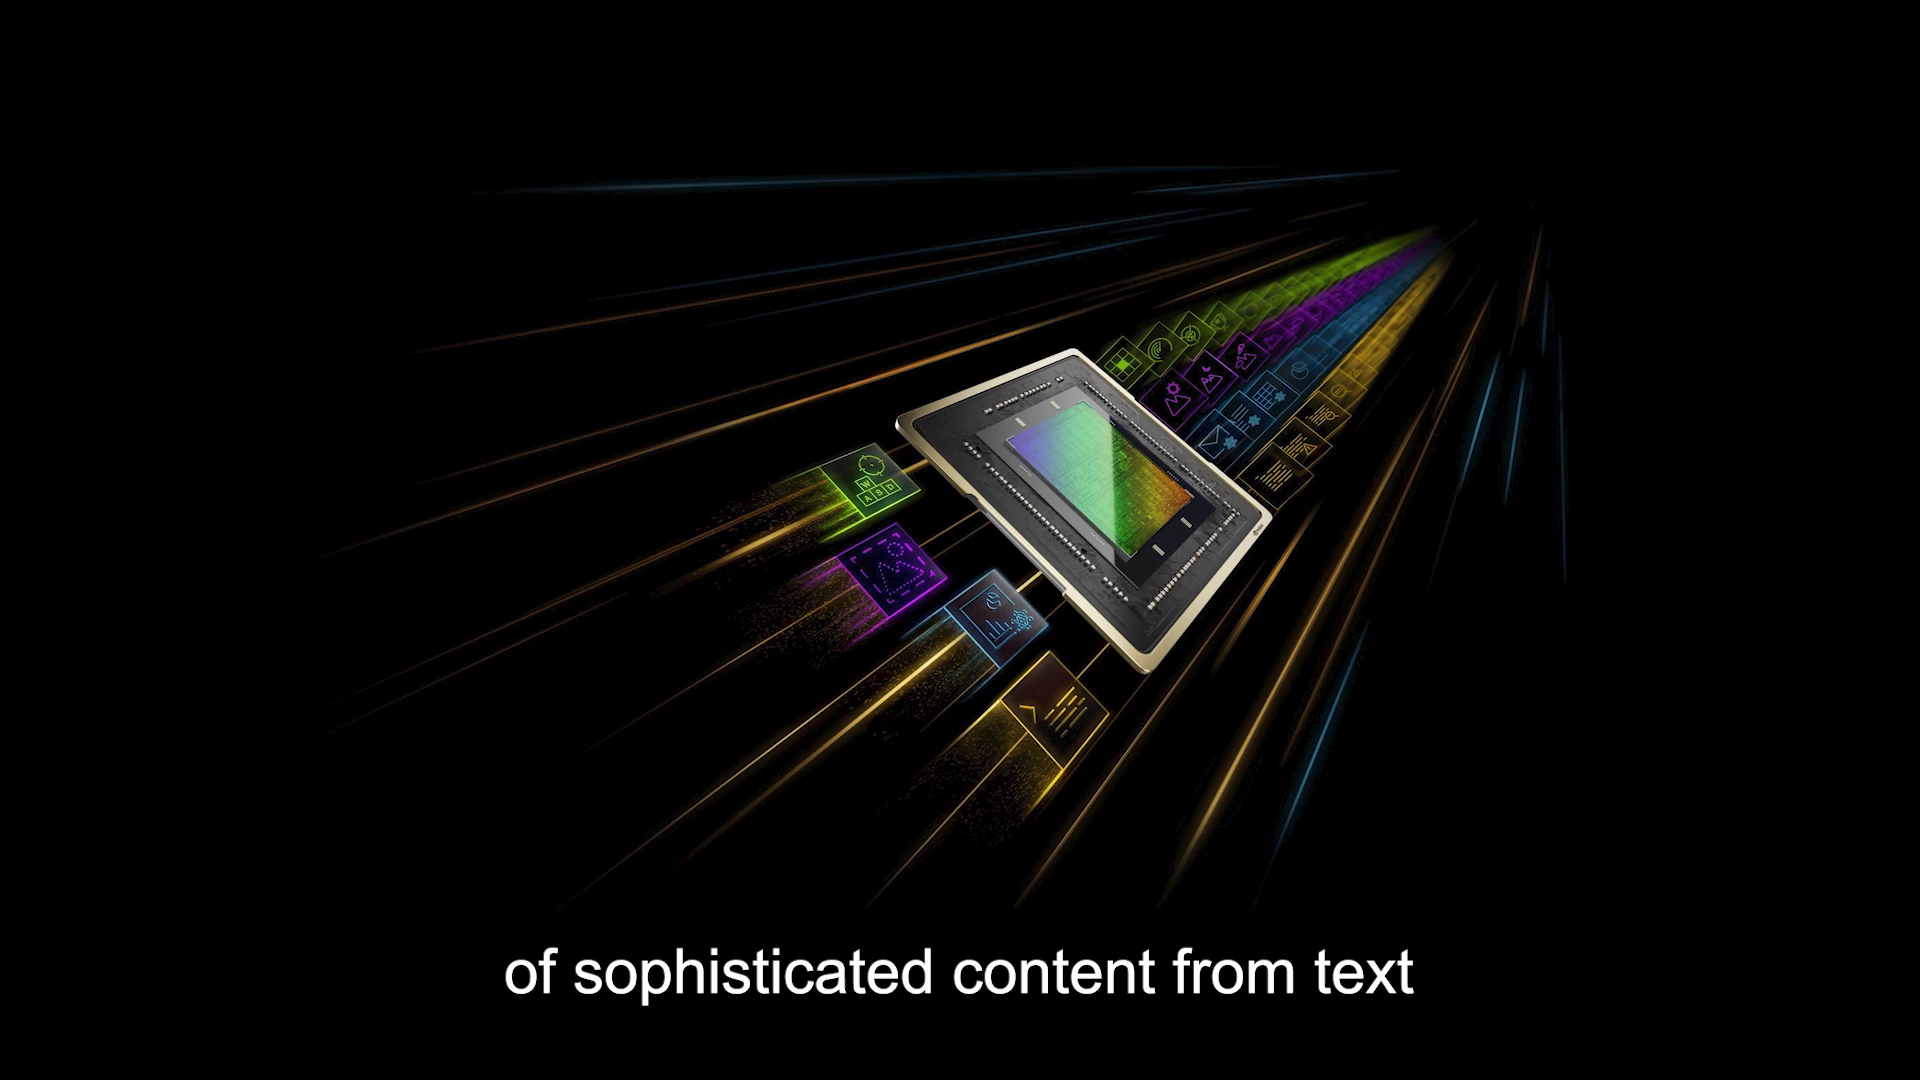 W
A S D
of sophisticated content from text